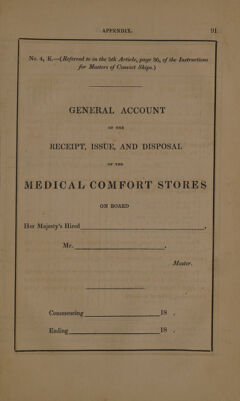 APPENDIX. 91
No. 4, K.—(Referred to in the 5th Article, page 36, of the Instructions
for Masters of Convict Ships.)
GENERAL ACCOUNT
OF THE
RECEIPT, ISSUE, AND DISPOSAL
OF THE
MEDICAL COMFORT STORES
ON BOARD
Her Majesty's Hired ,
Mr. ,
Master.
Commencing 18 .
Ending 18 .